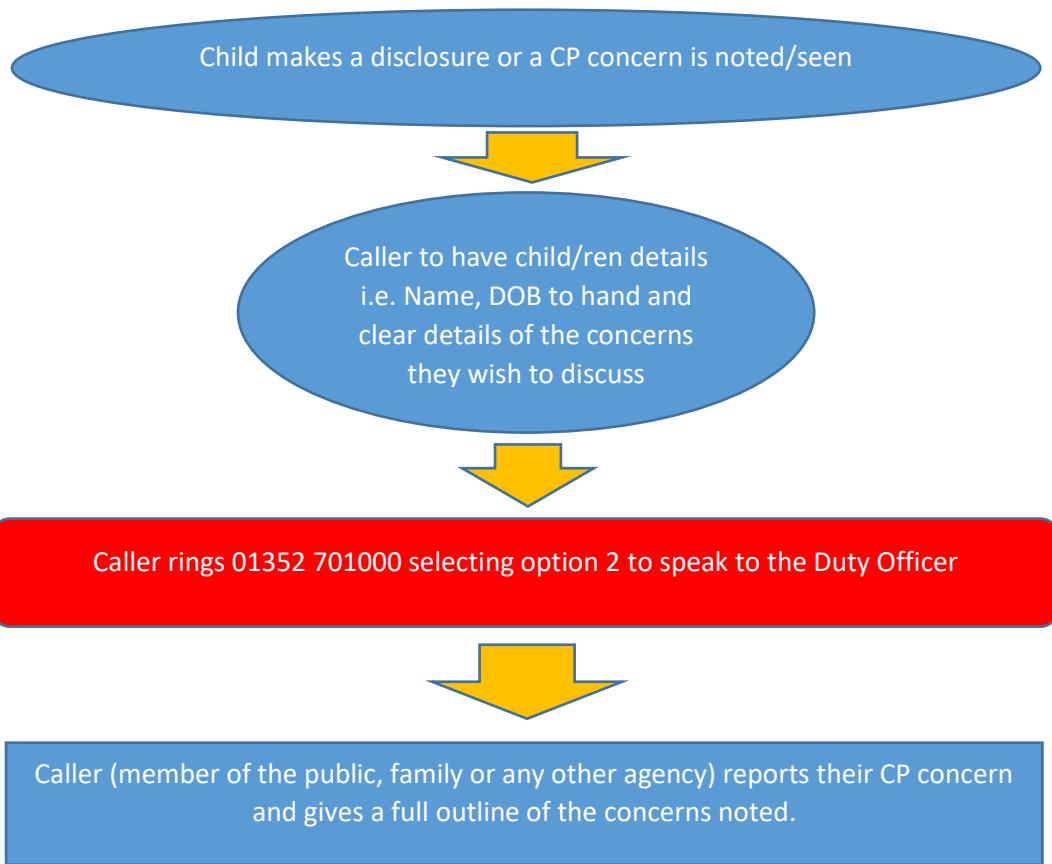 Child makes a disclosure or a CP concern is noted/seen
Caller to have child/ren details
i.e. Name, DOB to hand and
clear details of the concerns
they wish to discuss
Caller rings 01352 701000 selecting option 2 to speak to the Duty Officer
Caller (member of the public, family or any other agency) reports their CP concern
and gives a full outline of the concerns noted.